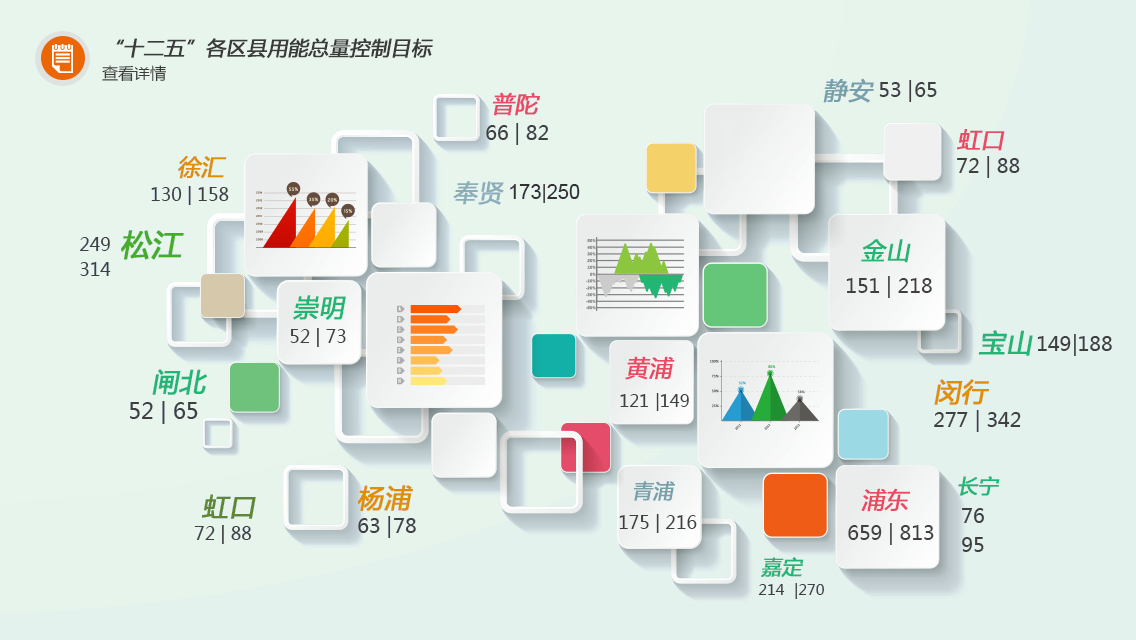 “十二五”各区县用能总量控制目标
查看详情
普陀
66 | 82
静安 53 |65
虹口
72 | 88
徐汇
130 | 158
奉贤 173|250
松江
249
314
55%
35%
20%
15%
崇明
52 | 73
金山
151 | 218
宝山 149|188
黄浦
121 |149
闸北
52 | 65
闵行
277 | 342
虹口
72 | 88
杨浦
63 |78
青浦
175 | 216
浦东
659 | 813
长宁
76
95
嘉定
214 |270